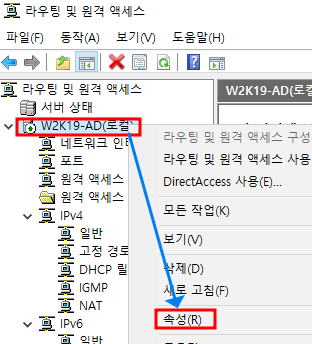 라우팅 및 원격 액세스
파일(F) 동작(A) 보기(V) 도움말(H)
라우팅 및 원격 액세스
서버 상태
W2K19-AD(로컬)
네트워크 인터
포트
원격 액세스
원격 액세스
IPv4
일반
고정 경로
DHCP 릴
IGMP
NAT
IPv6
일반
W2K19-AD(로컬
라우팅 및 원격 액세스 구성
라우팅 및 원격 액세스 사용
DirectAccess 사용(E)...
모든 작업(K)
보기(V)
삭제(D)
새로 고침(F)
속성(R)